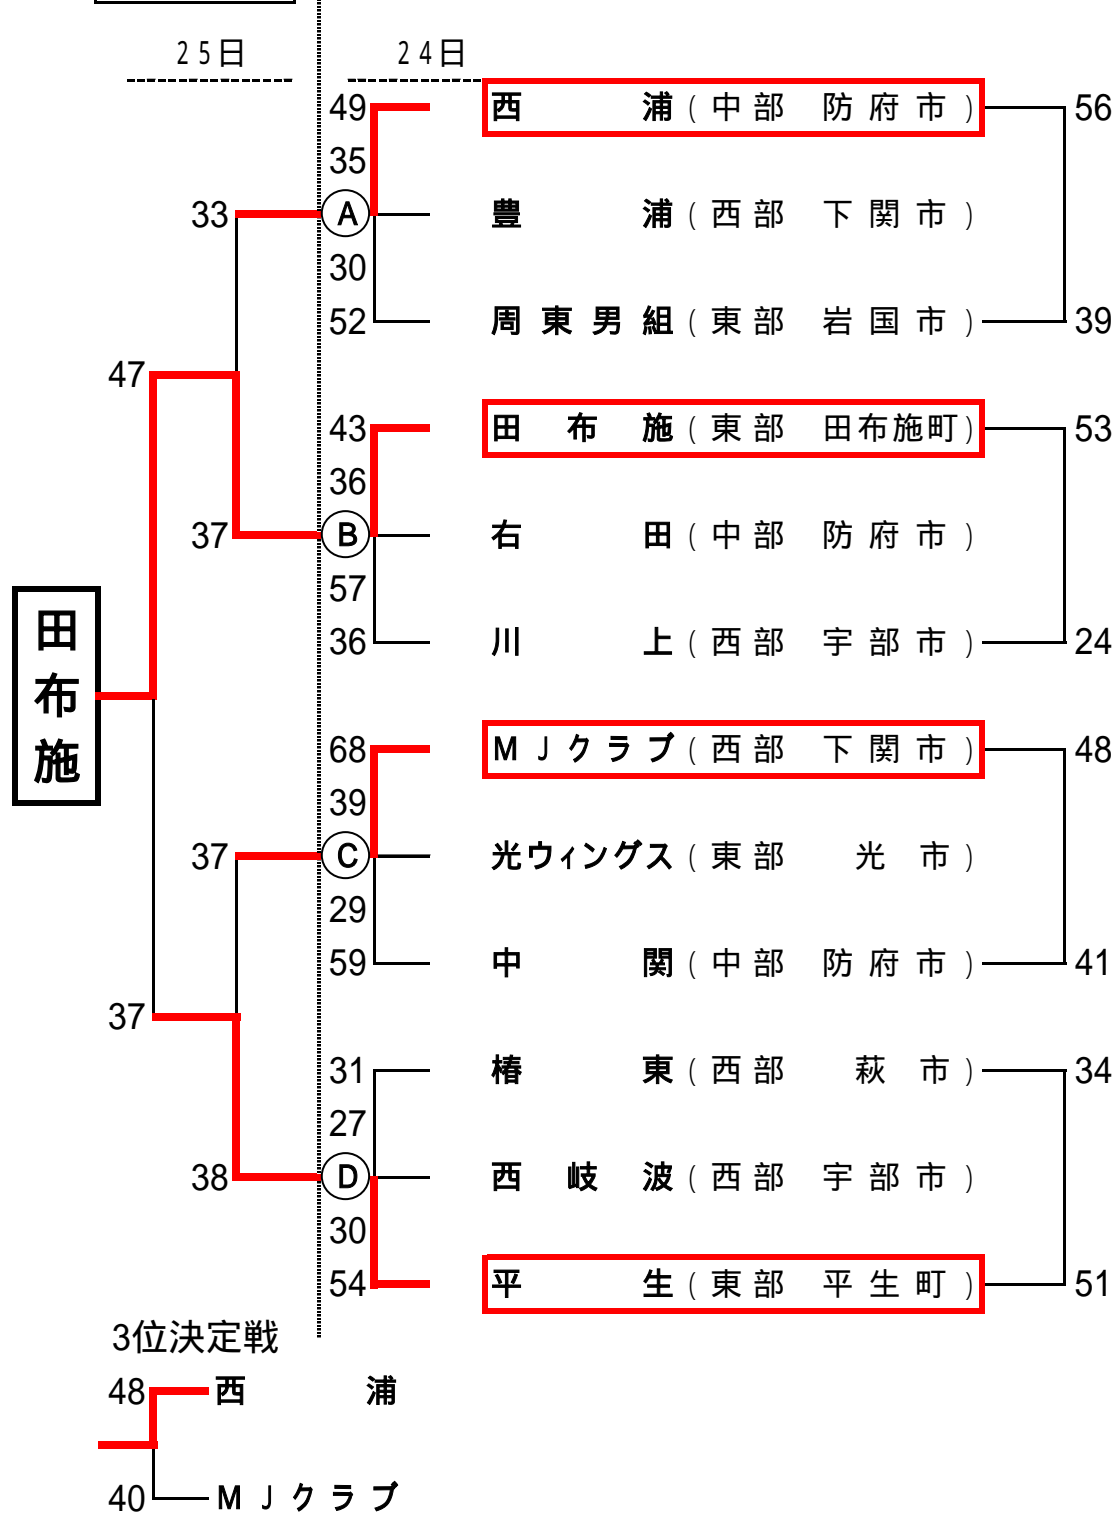 25日 24日
49 西浦(中部 防府市) 56
35
33 A 豊浦(西部 下関市)
30
52 周東男組(東部 岩国市) 39
47
43 田布施(東部 田布施町) 53
36
37 B 右田(中部 防府市)
57
36 川上(西部 宇部市) 24
田布施
68 MJクラブ(西部 下関市) 48
39
37 C 光ウィングス(東部 光市)
29
59 中関(中部 防府市) 41
37
31 椿東(西部 萩市) 34
27
38 D 西岐波(西部 宇部市)
30
54 平生(東部 平生町) 51
3位決定戦
48 西浦
40 MJクラブ